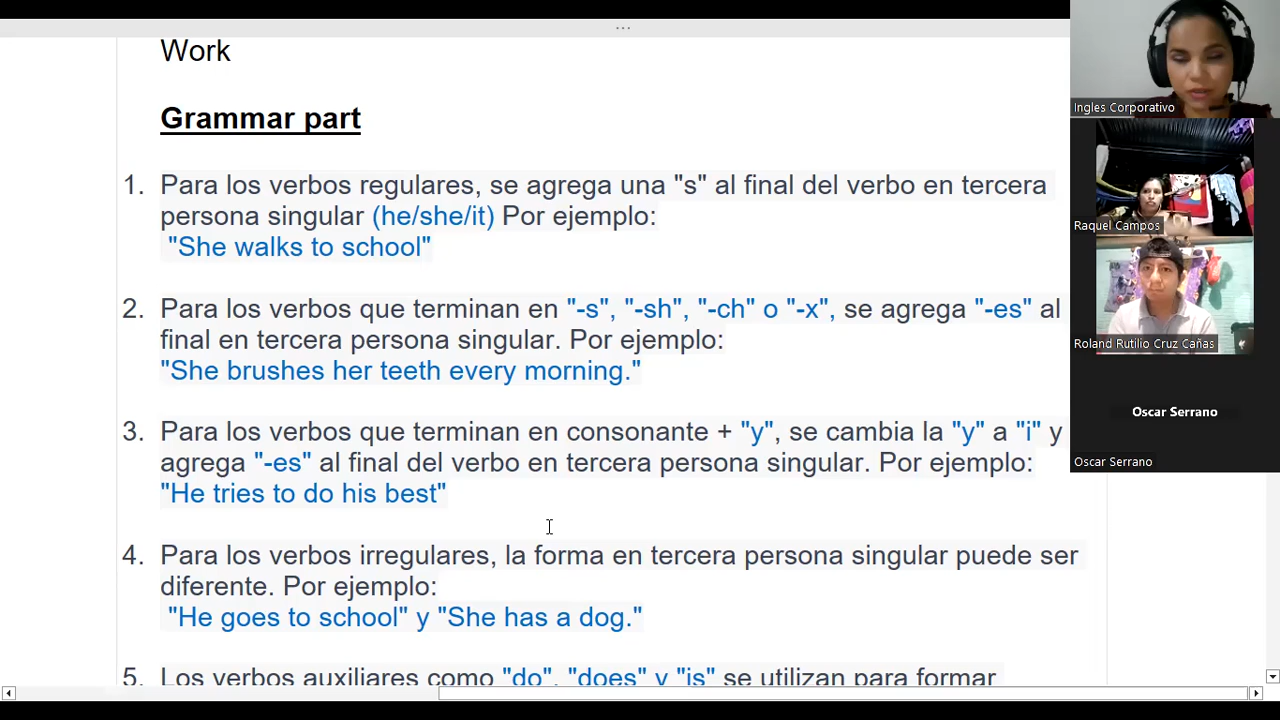 Work
Grammar part
1. Para los verbos regulares, se agrega una "s" al final del verbo en tercera
persona singular (he/she/it) Por ejemplo:
"She walks to school"
2. Para los verbos que terminan en "-s", "-sh", "-ch" o "-x", se agrega "-es" al
final en tercera persona singular. Por ejemplo:
"She brushes her teeth every morning."
3. Para los verbos que terminan en consonante + "y", se cambia la "y" a "i" y
agrega "-es" al final del verbo en tercera persona singular. Por ejemplo:
"He tries to do his best"
4. Para los verbos irregulares, la forma en tercera persona singular puede ser
diferente. Por ejemplo:
"He goes to school" y "She has a dog."
5. Los verbos auxiliares como "do", "does" y "is" se utilizan para formar
Ingles Corporativo
Raquel Campos
Roland Rutilio Cruz Cañas
Oscar Serrano
Oscar Serrano